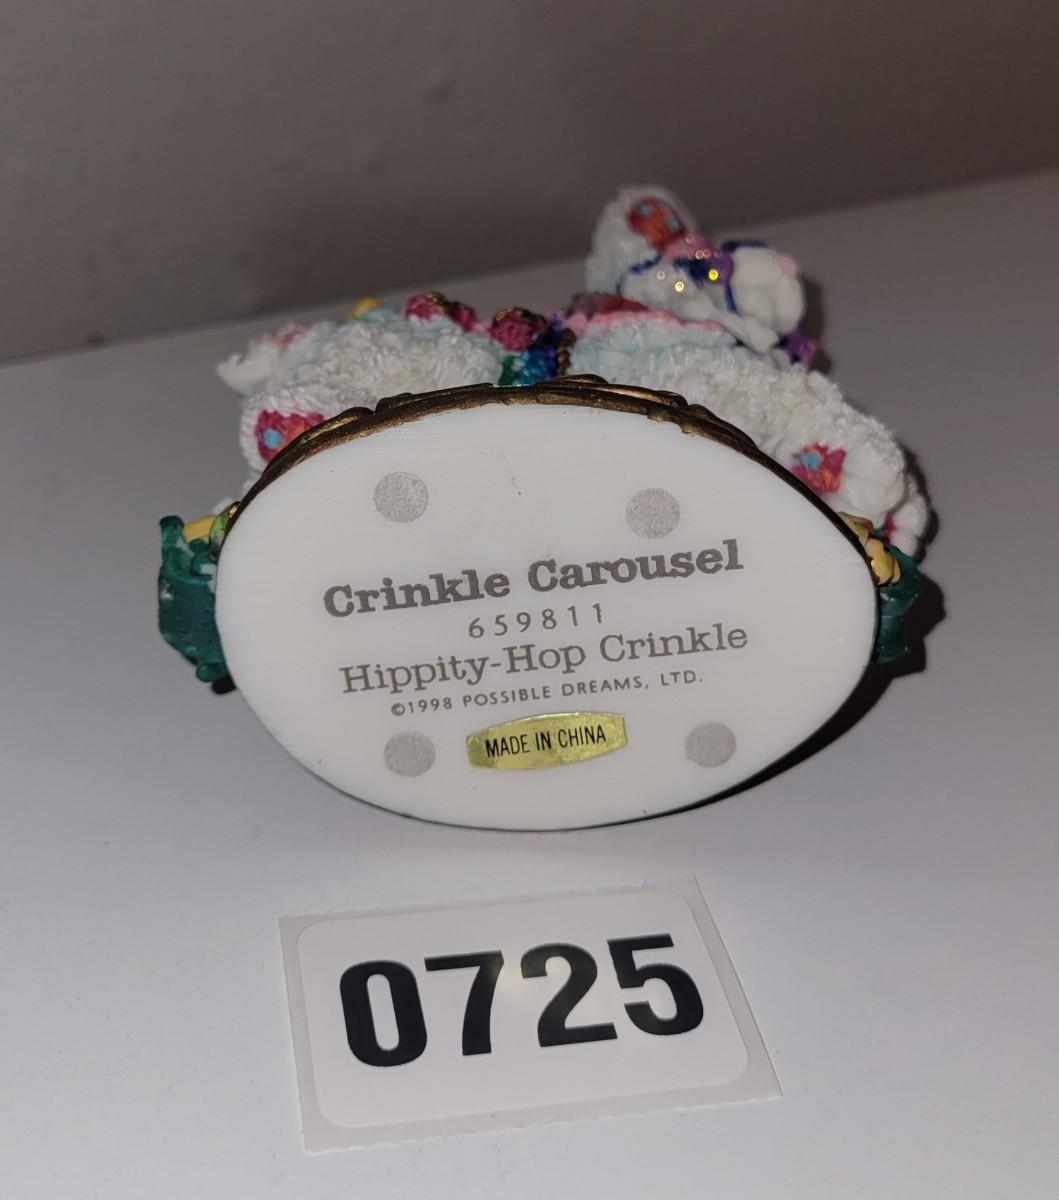 Crinkle Carousel
659811
Hippity-Hop Crinkle
©1998 POSSIBLE DREAMS, LTD.
MADE IN CHINA
0725